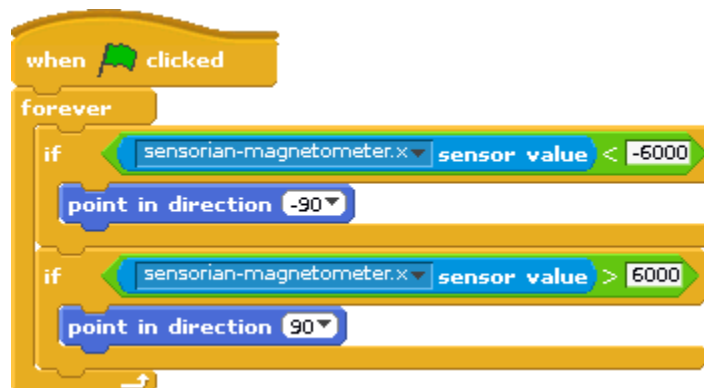 when clicked
forever
if sensorian-magnetometer.x sensor value < -6000
point in direction -90
if sensorian-magnetometer.x sensor value > 6000
point in direction 90